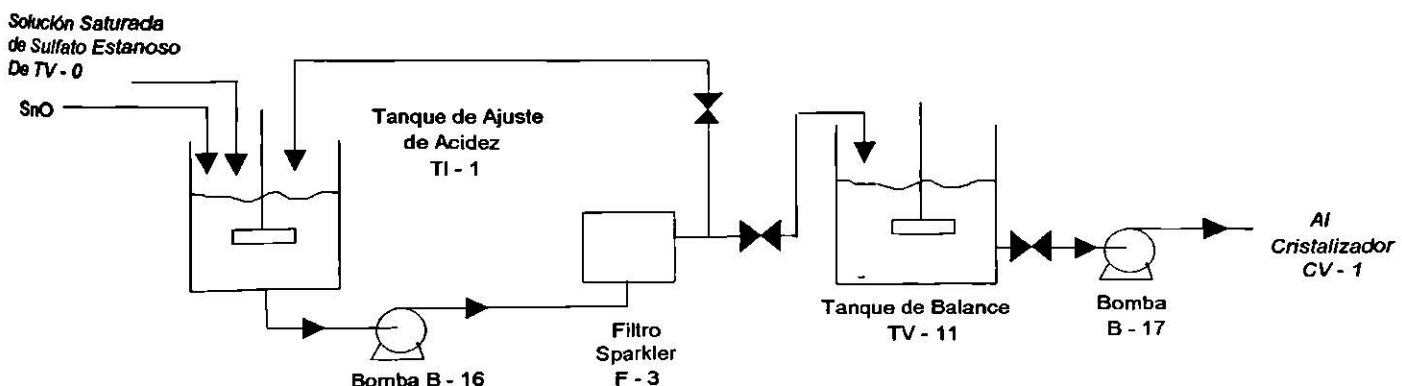 Solución Saturada
de Sulfato Estanoso
De TV - 0
SnO
Tanque de Ajuste
de Acidez
TI - 1
Al
Cristalizador
CV - 1
Tanque de Balance
TV - 11
Bomba
B - 17
Filtro
Sparkler
F - 3
Bomba B - 16